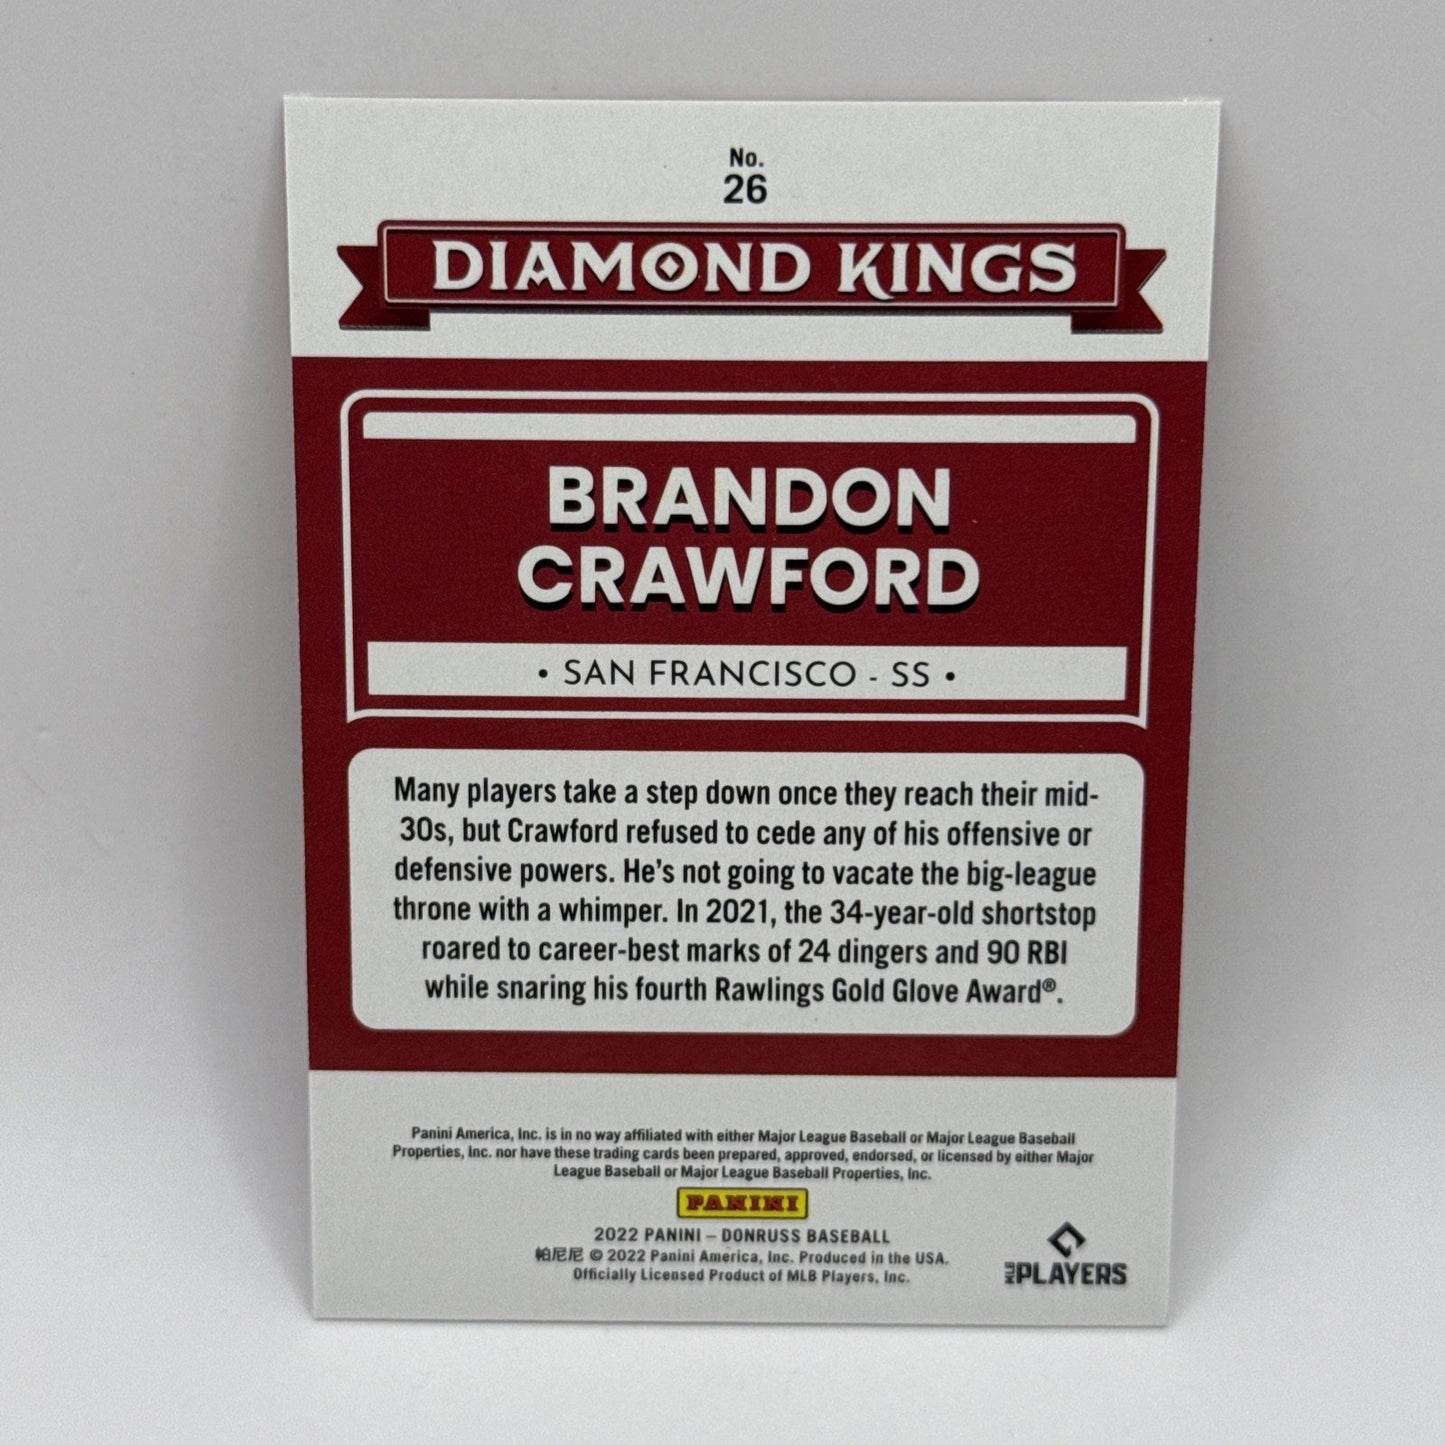 No.
26
DIAMOND KINGS
BRANDON
CRAWFORD
• SAN FRANCISCO - SS •
Many players take a step down once they reach their mid-
30s, but Crawford refused to cede any of his offensive or
defensive powers. He's not going to vacate the big-league
throne with a whimper. In 2021, the 34-year-old shortstop
roared to career-best marks of 24 dingers and 90 RBI
while snaring his fourth Rawlings Gold Glove Award®.
Panini America, Inc. is in no way affiliated with either Major League Baseball or Major League Baseball
Properties, Inc. nor have these trading cards been prepared, approved, endorsed, or licensed by either Major
League Baseball or Major League Baseball Properties, Inc.
PANINI
2022 PANINI – DONRUSS BASEBALL
帕尼尼 © 2022 Panini America, Inc. Produced in the USA.
Officially Licensed Product of MLB Players, Inc.
MLB PLAYERS